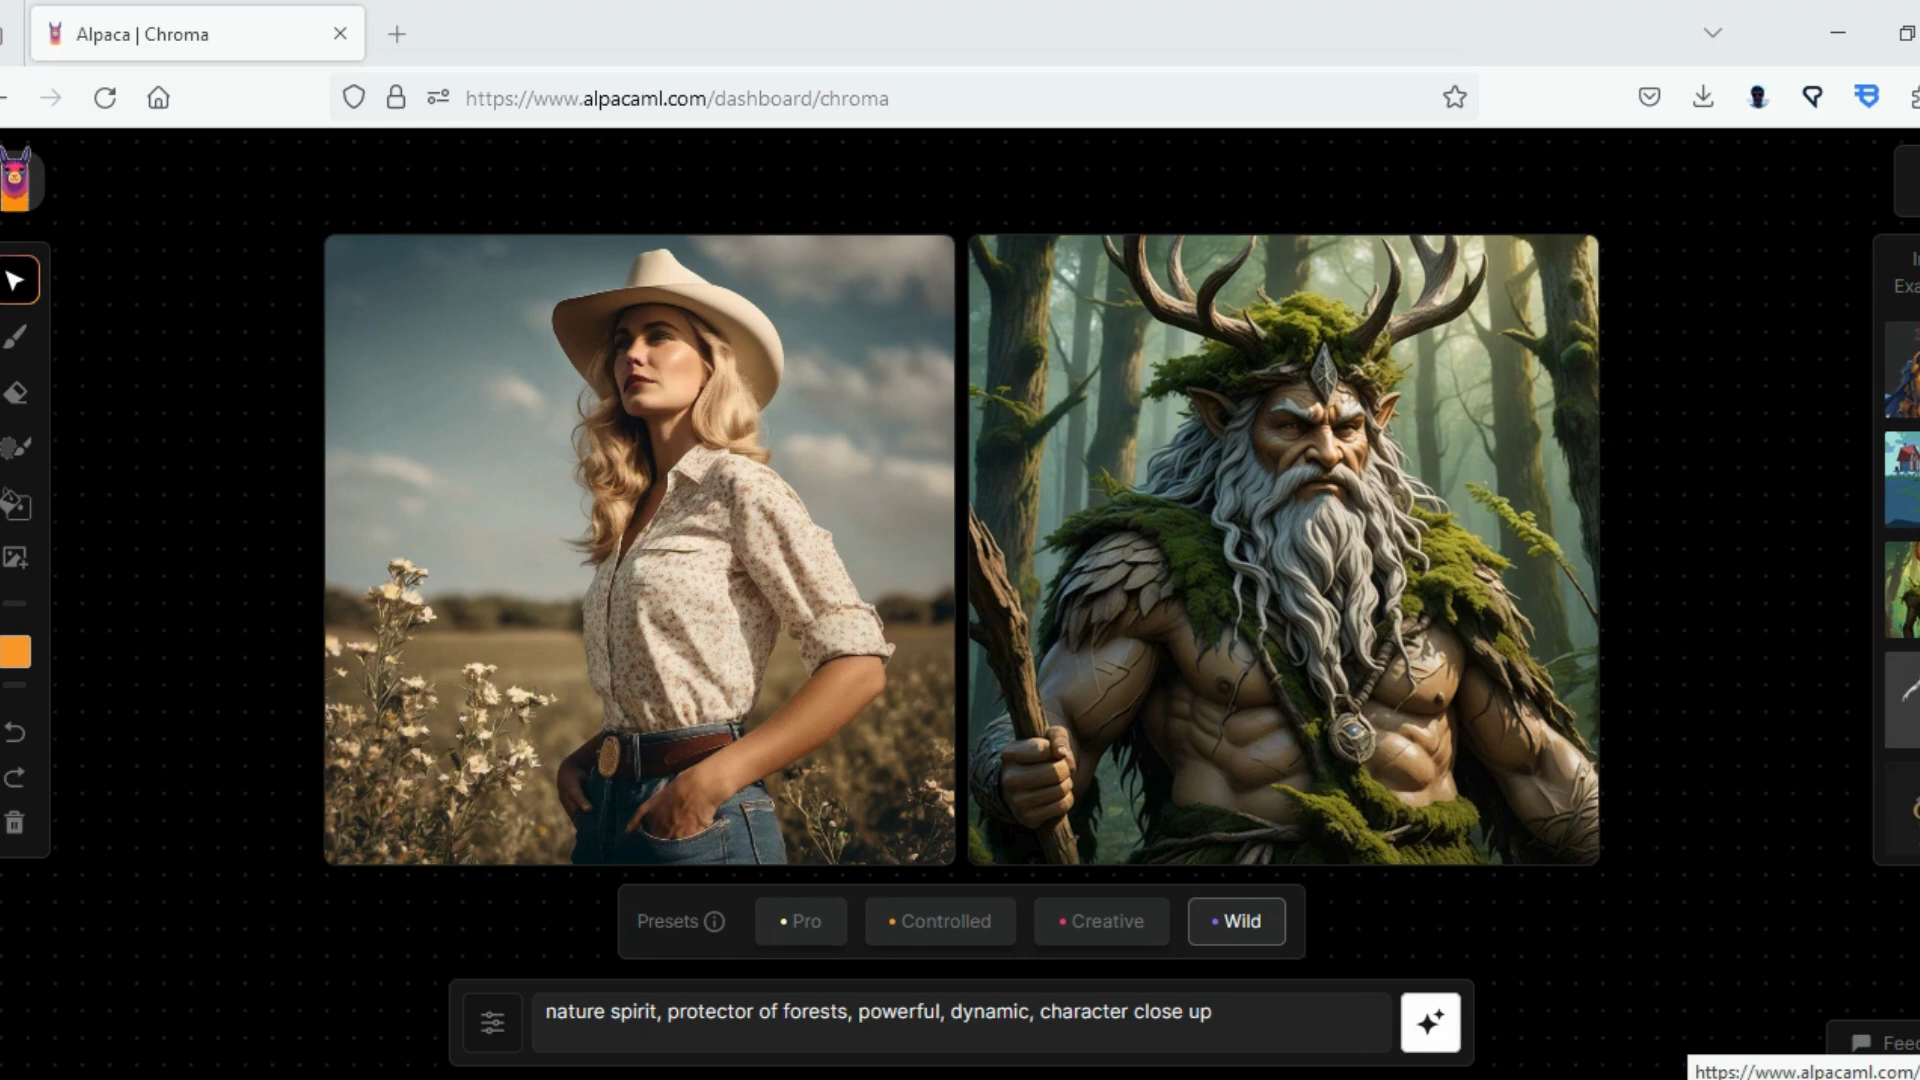 Alpaca | Chroma
https://www.alpacaml.com/dashboard/chroma
Presets
Pro
Controlled
Creative
Wild
nature spirit, protector of forests, powerful, dynamic, character close up
https://www.alpacaml.com/